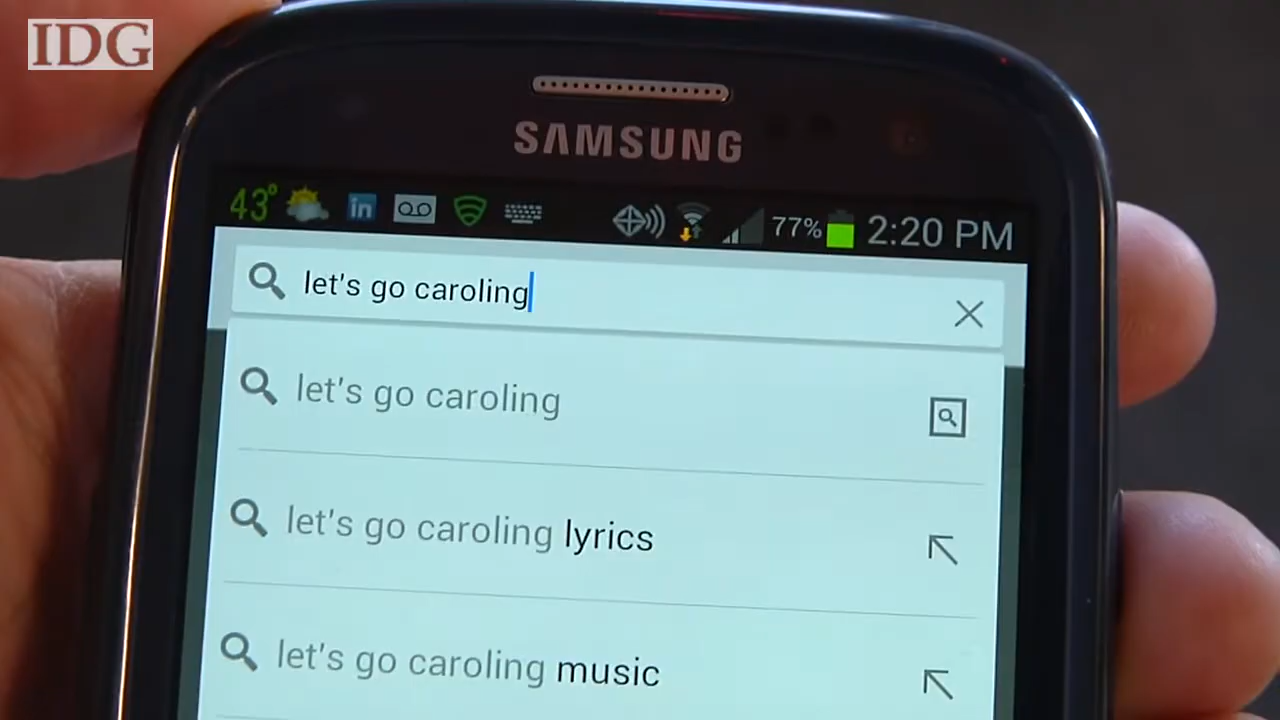 IDG
SAMSUNG
43° in 77% 2:20 PM
let's go caroling
let's go caroling
let's go caroling lyrics
let's go caroling music